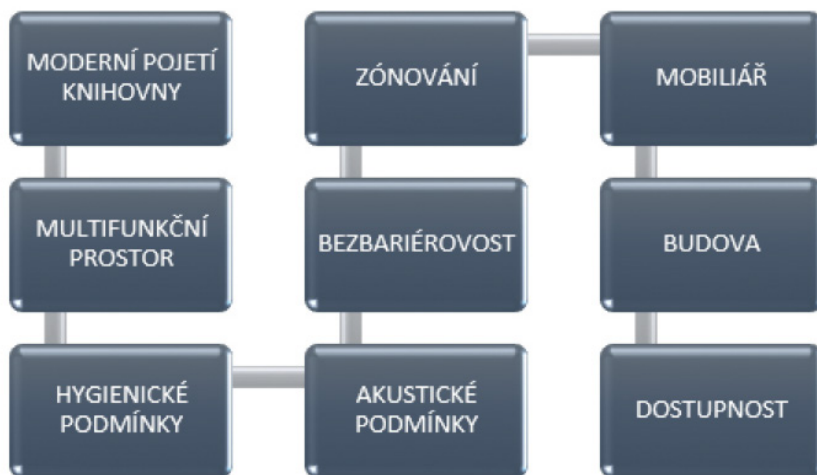 MODERNÍ POJETÍ
KNIHOVNY
MULTIFUNKČNÍ
PROSTOR
HYGIENICKÉ
PODMÍNKY
AKUSTICKÉ
PODMÍNKY
BEZBARIÉROVOST
ZÓNOVÁNÍ
MOBILIÁŘ
BUDOVA
DOSTUPNOST